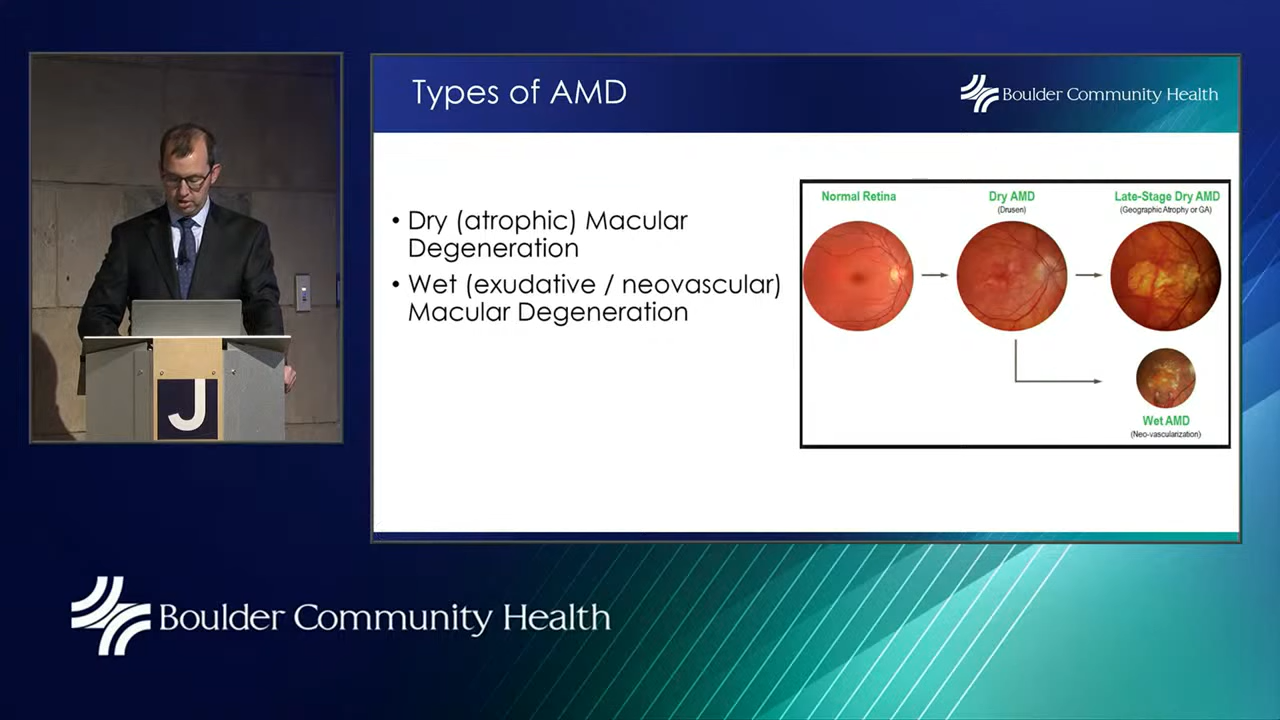 Types of AMD
Boulder Community Health
• Dry (atrophic) Macular
Degeneration
• Wet (exudative / neovascular)
Macular Degeneration
Normal Retina
Dry AMD
(Drusen)
Late-Stage Dry AMD
(Geographic Atrophy or GA)
Wet AMD
(Neo-vascularization)
J
Boulder Community Health